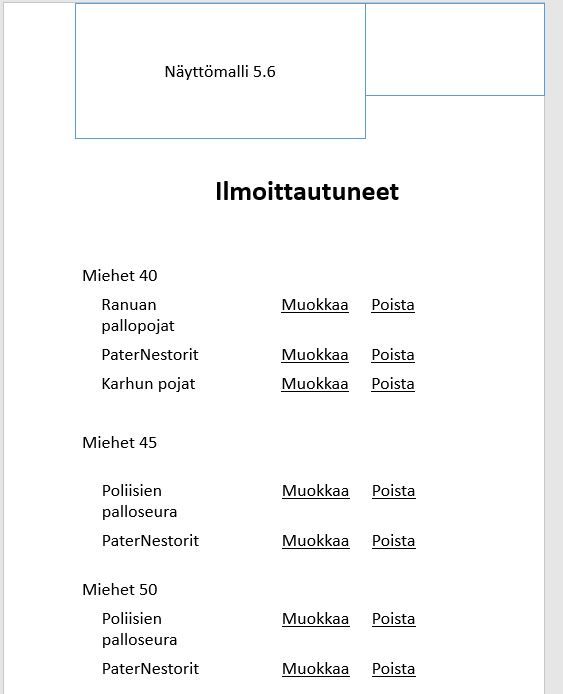 Näyttömalli 5.6
Ilmoittautuneet
Miehet 40
Ranuan Muokkaa Poista
pallopojat
PaterNestorit Muokkaa Poista
Karhun pojat Muokkaa Poista
Miehet 45
Poliisien Muokkaa Poista
palloseura
PaterNestorit Muokkaa Poista
Miehet 50
Poliisien Muokkaa Poista
palloseura
PaterNestorit Muokkaa Poista